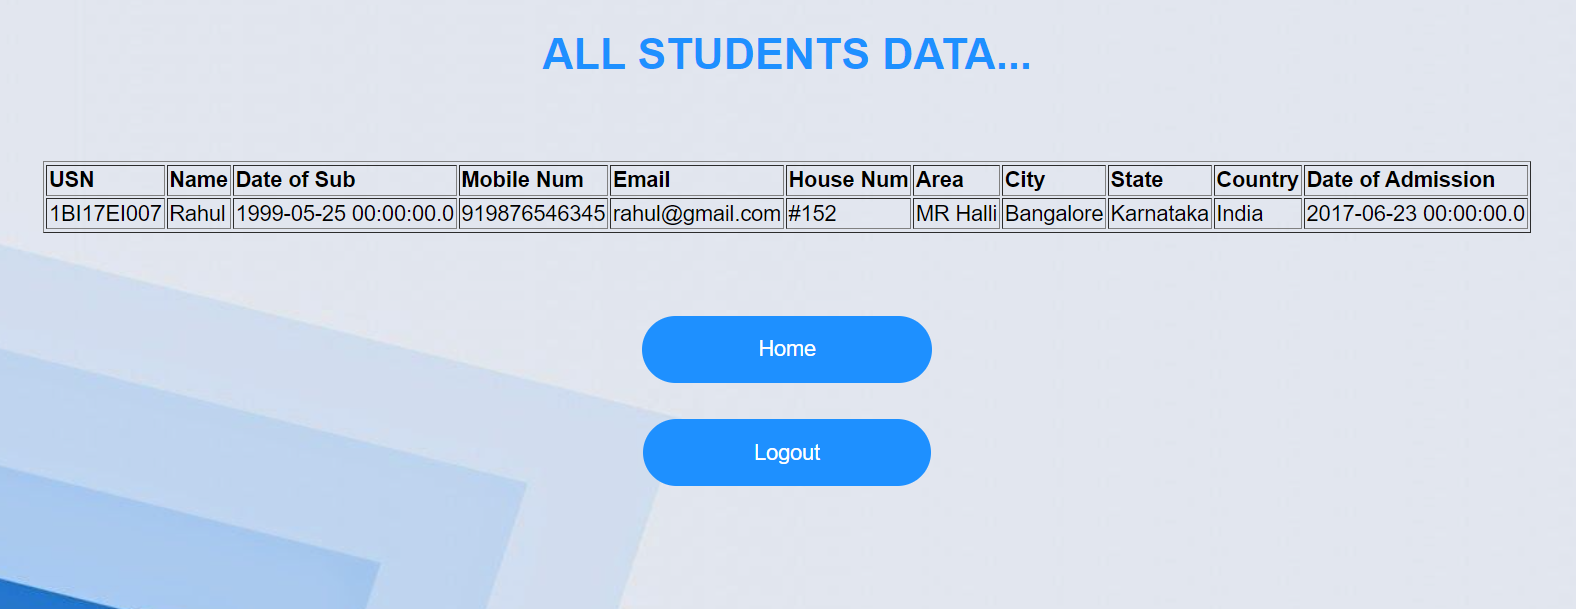 ALL STUDENTS DATA...
USN Name Date of Sub Mobile Num Email House Num Area City State Country Date of Admission
1BI17EI007 Rahul 1999-05-25 00:00:00.0 919876546345 rahul@gmail.com #152 MR Halli Bangalore Karnataka India 2017-06-23 00:00:00.0
Home
Logout